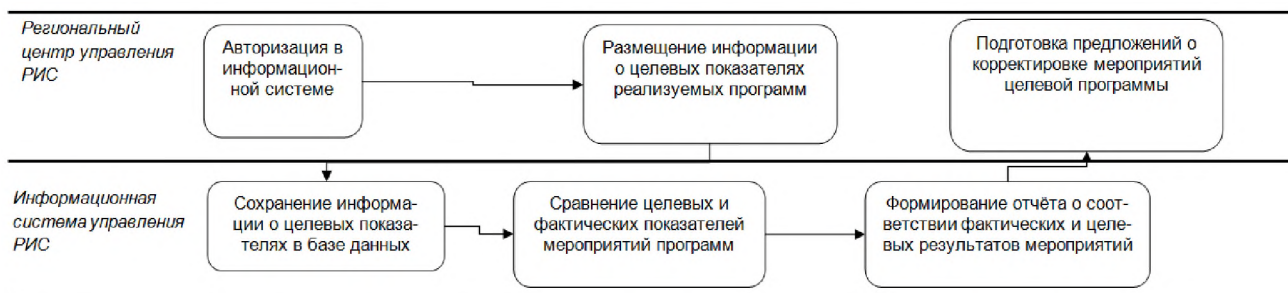 Региональный
центр управления
РИС
Авторизация в
информацион-
ной системе
Размещение информации
о целевых показателях
реализуемых программ
Подготовка предложений о
корректировке мероприятий
целевой программы
Информационная
система управления
РИС
Сохранение информа-
ции о целевых показа-
телях в базе данных
Сравнение целевых и
фактических показателей
мероприятий программ
Формирование отчёта о соот-
ветствии фактических и целе-
вых результатов мероприятий